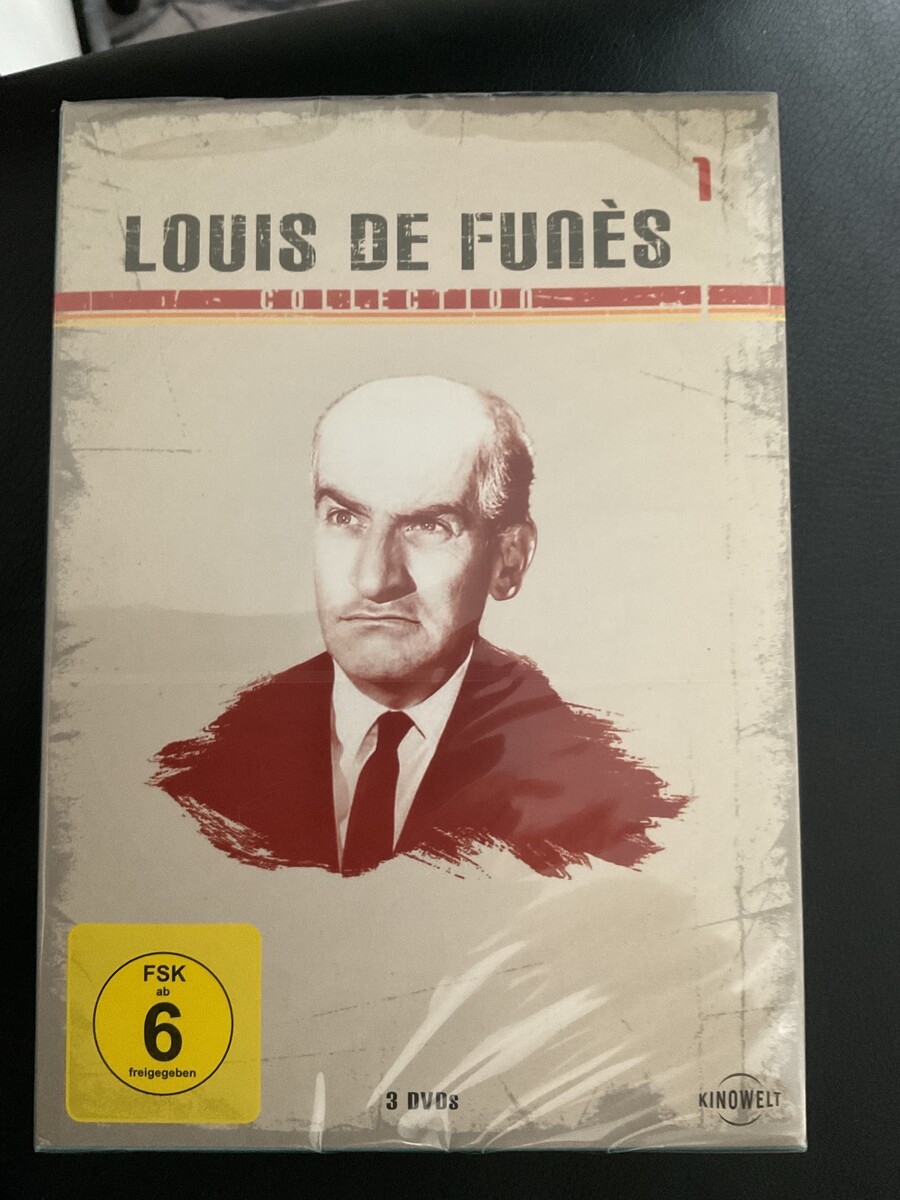 1
LOUIS DE FUNÈS
COLLECTION
FSK
ab
6
freigegeben
3 DVDs
KINOWELT